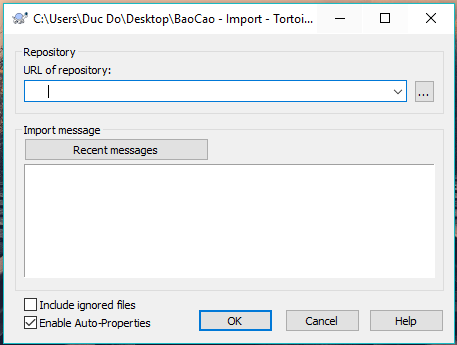 C:\Users\Duc Do\Desktop\BaoCao - Import - Tortoi...
Repository
URL of repository:
...
Import message
Recent messages
Include ignored files
Enable Auto-Properties
OK
Cancel
Help